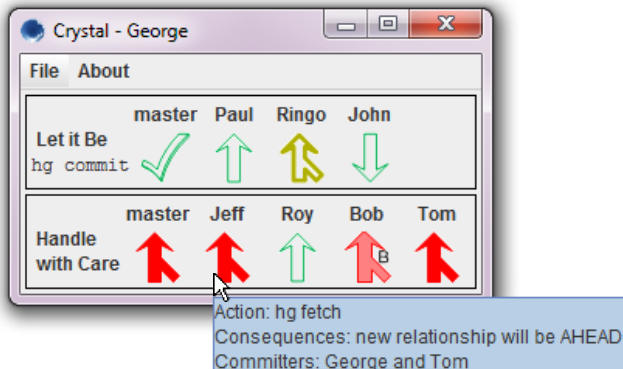 Crystal - George
File About
master Paul Ringo John
Let it Be
hg commit
master Jeff Roy Bob Tom
Handle
with Care
B
Action: hg fetch
Consequences: new relationship will be AHEAD
Committers: George and Tom